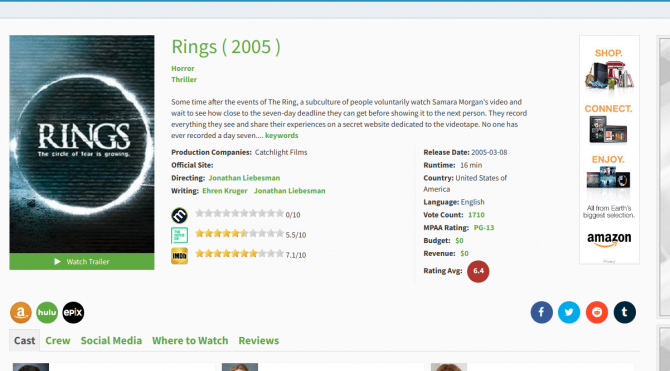 Rings ( 2005 )
Horror
Thriller
Some time after the events of The Ring, a subculture of people voluntarily watch Samara Morgan's video and
wait to see how close to the seven-day deadline they can get before showing it to the next person. They record
everything they see and share their experiences on a secret website dedicated to the videotape. No one has
ever recorded a day seven.... keywords
RINGS
The circle of fear is growing.
Watch Trailer
Production Companies: Catchlight Films
Official Site:
Directing: Jonathan Liebesman
Writing: Ehren Kruger Jonathan Liebesman
0/10
5.5/10
IMDb 7.1/10
Release Date: 2005-03-08
Runtime: 16 min
Country: United States of
America
Language: English
Vote Count: 1710
MPAA Rating: PG-13
Budget: $0
Revenue: $0
Rating Avg: 6.4
SHOP.
CONNECT.
ENJOY.
All from Earth's
biggest selection.
amazon
Privacy
a hulu epix
f t
Cast Crew Social Media Where to Watch Reviews